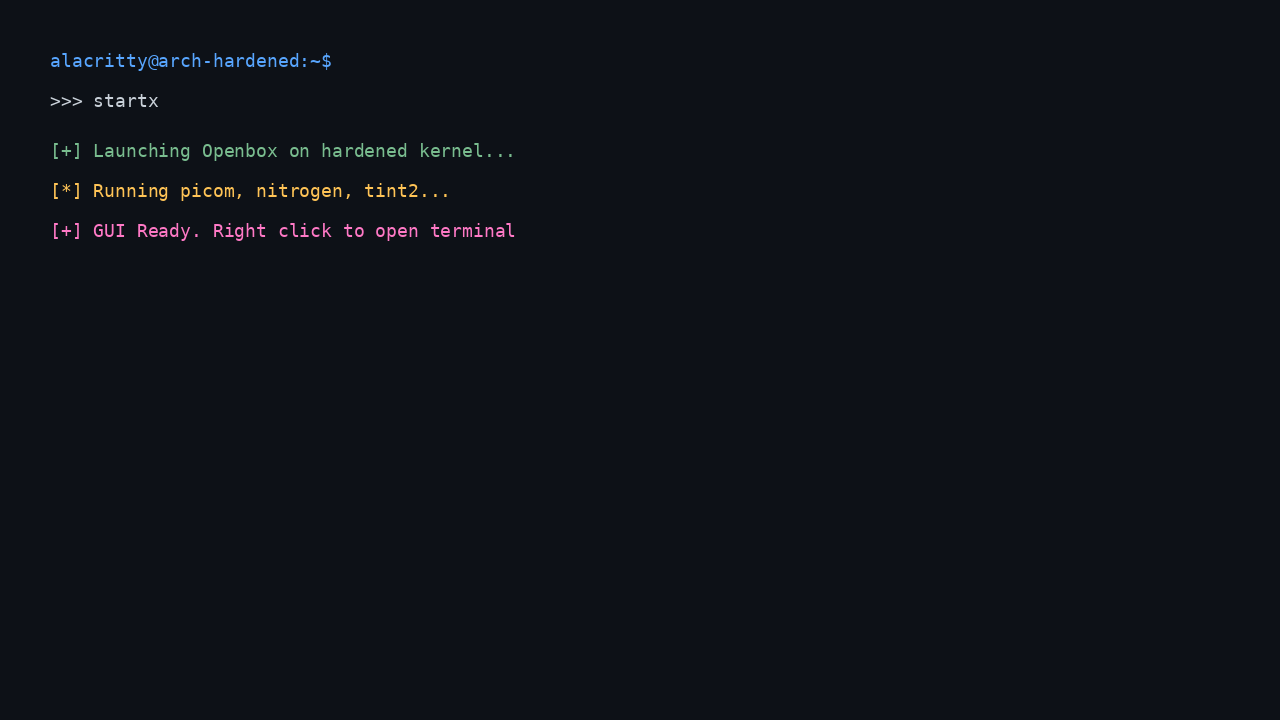 alacritty@arch-hardened:~$
>>> startx
[+] Launching Openbox on hardened kernel...
[*] Running picom, nitrogen, tint2...
[+] GUI Ready. Right click to open terminal